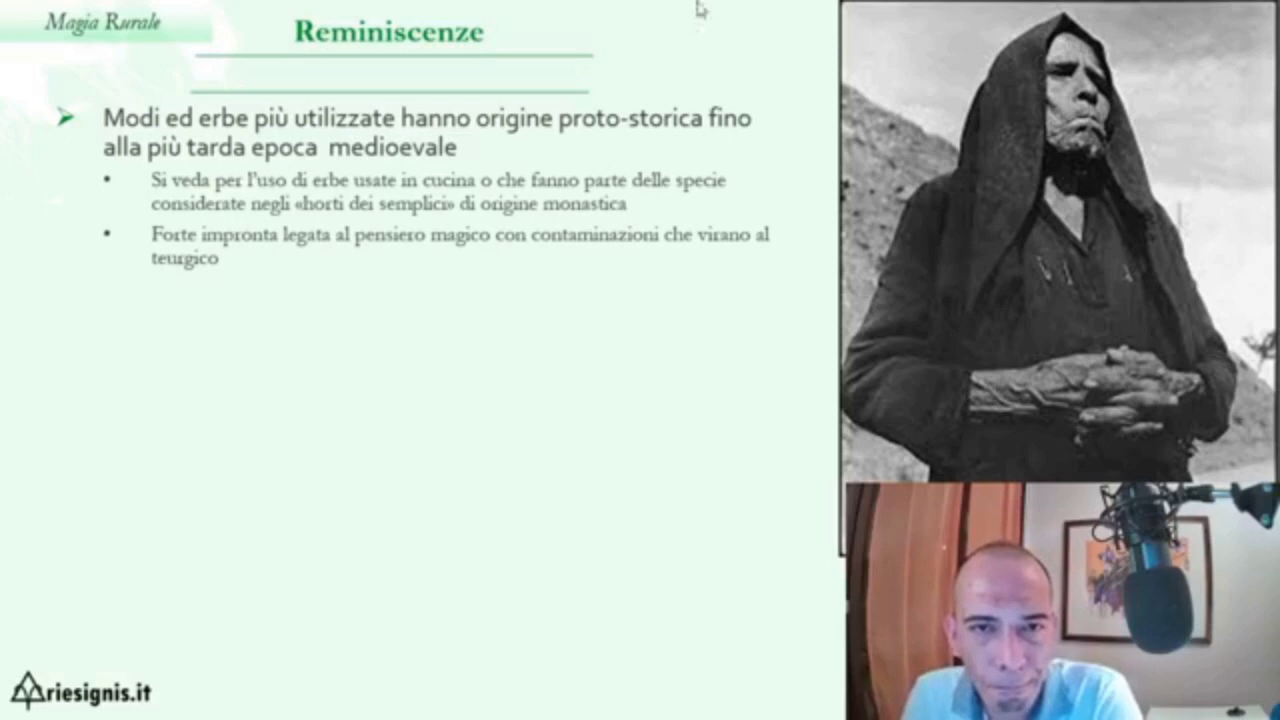 Magia Rurale
Reminiscenze
Modi ed erbe più utilizzate hanno origine proto-storica fino
alla più tarda epoca medioevale
Si veda per l'uso di erbe usate in cucina o che fanno parte delle specie
considerate negli «horti dei semplici» di origine monastica
Forte impronta legata al pensiero magico con contaminazioni che virano al
teurgico
riesignis.it